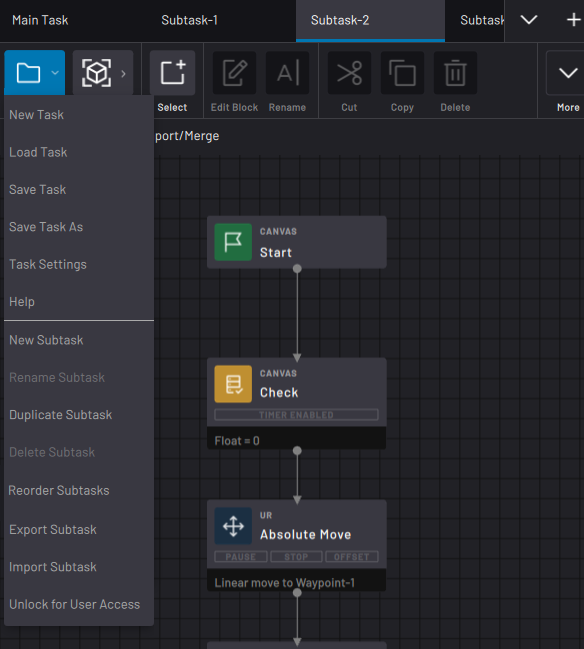 Main Task
Subtask-1
Subtask-2
Subtask
Select
Edit Block
Rename
Cut
Copy
Delete
More
port/Merge
New Task
Load Task
Save Task
Save Task As
Task Settings
Help
New Subtask
Rename Subtask
Duplicate Subtask
Delete Subtask
Reorder Subtasks
Export Subtask
Import Subtask
Unlock for User Access
CANVAS
Start
CANVAS
Check
TIMER ENABLED
Float = 0
UR
Absolute Move
PAUSE STOP OFFSET
Linear move to Waypoint-1